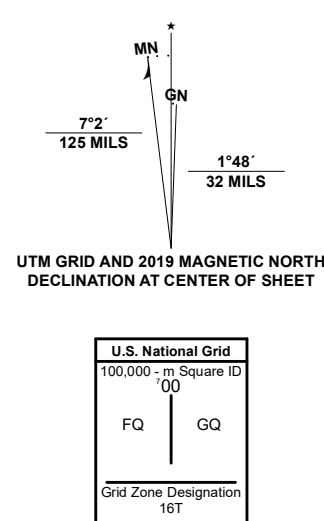 ★
MN
GN
7°2´
125 MILS
1°48´
32 MILS
UTM GRID AND 2019 MAGNETIC NORTH
DECLINATION AT CENTER OF SHEET
U.S. National Grid
100,000 - m Square ID
700
FQ GQ
Grid Zone Designation
16T